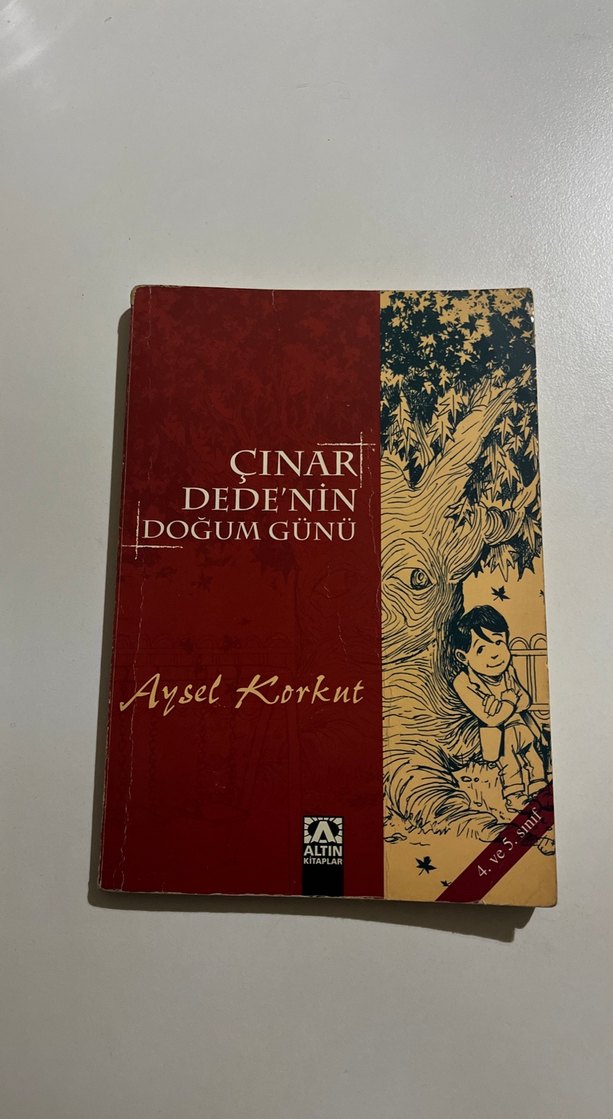 ÇINAR
DEDE'NİN
DOĞUM GÜNÜ
Aysel Korkut
ALTIN
KİTAPLAR
4. ve 5. sınıf